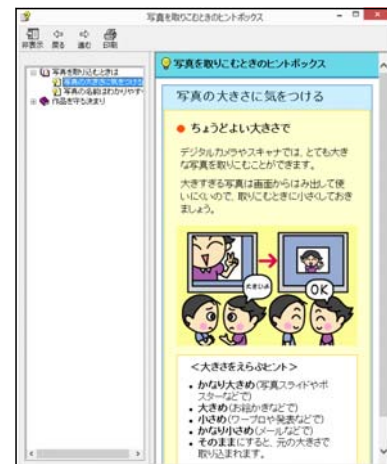 写真を取りこむときのヒントボックス
非表示 戻る 進む 印刷
写真を取り込むときは
写真の大きさに気をつける
写真の名前はわかりやす
作品を守る決まり
写真を取りこむときのヒントボックス
写真の大きさに気をつける
ちょうどよい大きさで
デジタルカメラやスキャナでは、とても大き
な写真を取りこむことができます。
大きすぎる写真は画面からはみ出して使
いにくいので、取りこむときに小さくしておき
ましょう。
大きいよ
OK
<大きさをえらぶヒント>
• かなり大きめ(写真スライドやポ
スターなどで)
• 大きめ(お絵かきなどで)
• 小さめ(ワープロや発表などで)
• かなり小さめ(メールなどで)
• そのままにすると、元の大きさで
取り込まれます。